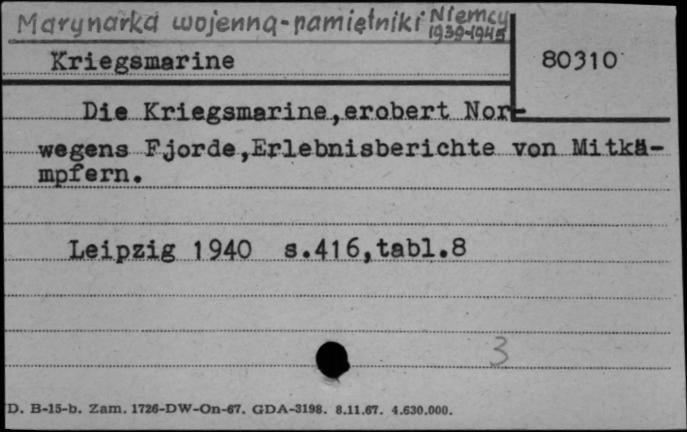 Marynarka wojenna-pamiętniki Niemcy
1939-1945
Kriegsmarine
80310
Die Kriegsmarine,erobert Nor-
wegens Fjorde,Erlebnisberichte von Mitkä-
mpfern.
Leipzig 1940 s.416,tabl.8
3
D. B-15-b. Zam. 1726-DW-On-67. GDA-3198. 8.11.67. 4.630.000.